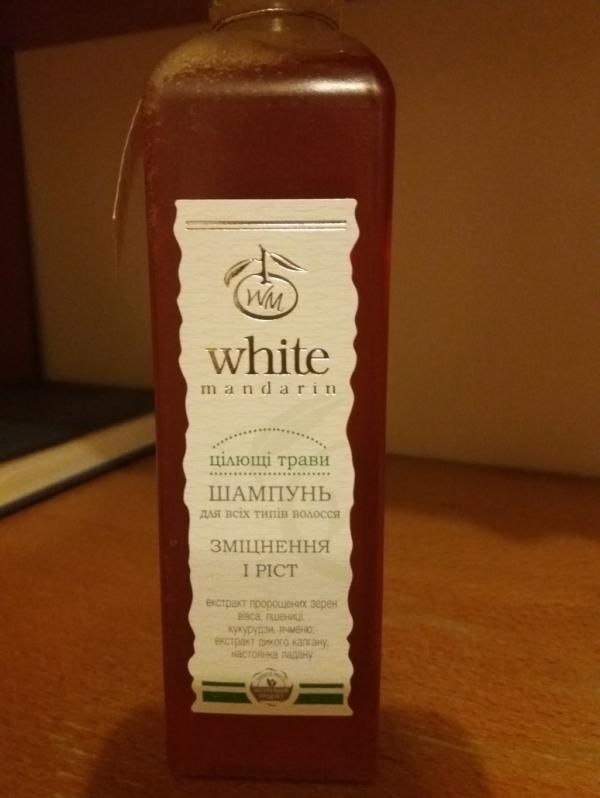 WM
white
mandarin
цілющі трави
ШАМПУНЬ
для всіх типів волосся
ЗМІЦНЕННЯ
І РІСТ
екстракт пророщених зерен
вівса, пшениці,
кукурудзи, ячменю;
екстракт дикого калгану,
настоянка ладану